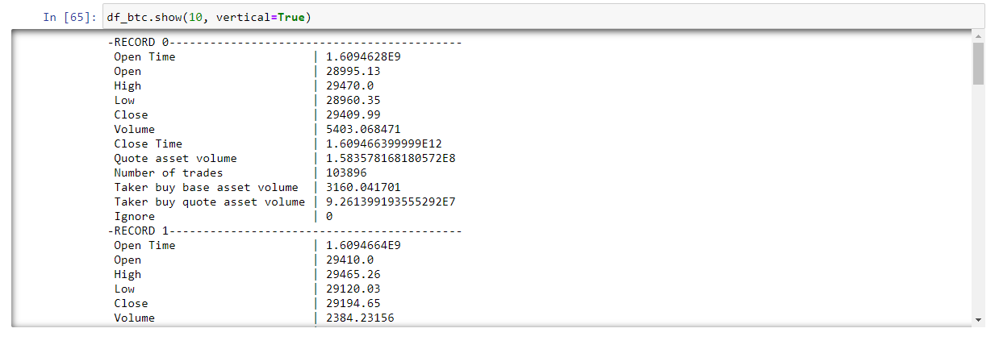 In [65]: df_btc.show(10, vertical=True)
-RECORD 0-------------------------------------------
Open Time | 1.6094628E9
Open | 28995.13
High | 29470.0
Low | 28960.35
Close | 29409.99
Volume | 5403.068471
Close Time | 1.609466399999E12
Quote asset volume | 1.583578168180572E8
Number of trades | 103896
Taker buy base asset volume | 3160.041701
Taker buy quote asset volume | 9.261399193555292E7
Ignore | 0
-RECORD 1-------------------------------------------
Open Time | 1.6094664E9
Open | 29410.0
High | 29465.26
Low | 29120.03
Close | 29194.65
Volume | 2384.23156